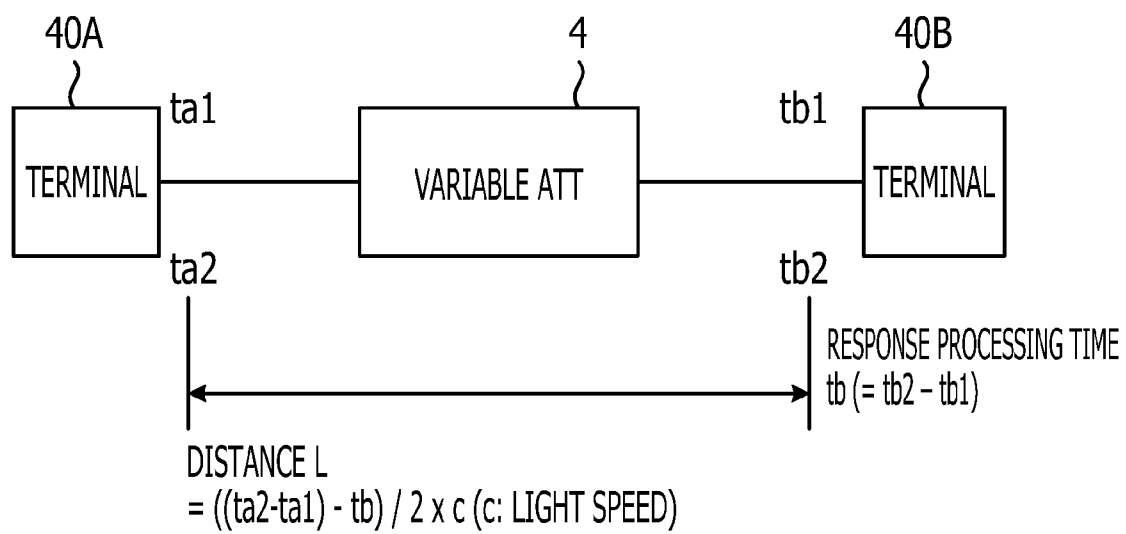 40A
4
40B
ta1
tb1
TERMINAL
VARIABLE ATT
TERMINAL
ta2
tb2
RESPONSE PROCESSING TIME
tb (= tb2 – tb1)
DISTANCE L
= ((ta2-ta1) - tb) / 2 x c (c: LIGHT SPEED)